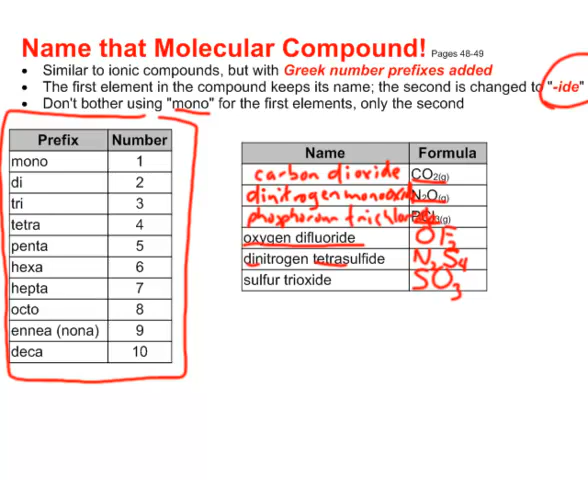 Name that Molecular Compound! Pages 48-49
• Similar to ionic compounds, but with Greek number prefixes added
• The first element in the compound keeps its name; the second is changed to "-ide"
• Don't bother using "mono" for the first elements, only the second
Prefix Number
mono 1
di 2
tri 3
tetra 4
penta 5
hexa 6
hepta 7
octo 8
ennea (nona) 9
deca 10
Name Formula
carbon dioxide CO2(g)
dinitrogen monoxide N2O(g)
trichloride (g)
oxygen difluoride OF2
dinitrogen tetrasulfide N2S4
sulfur trioxide SO3